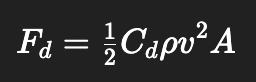 F_d = ½C_dρv²A